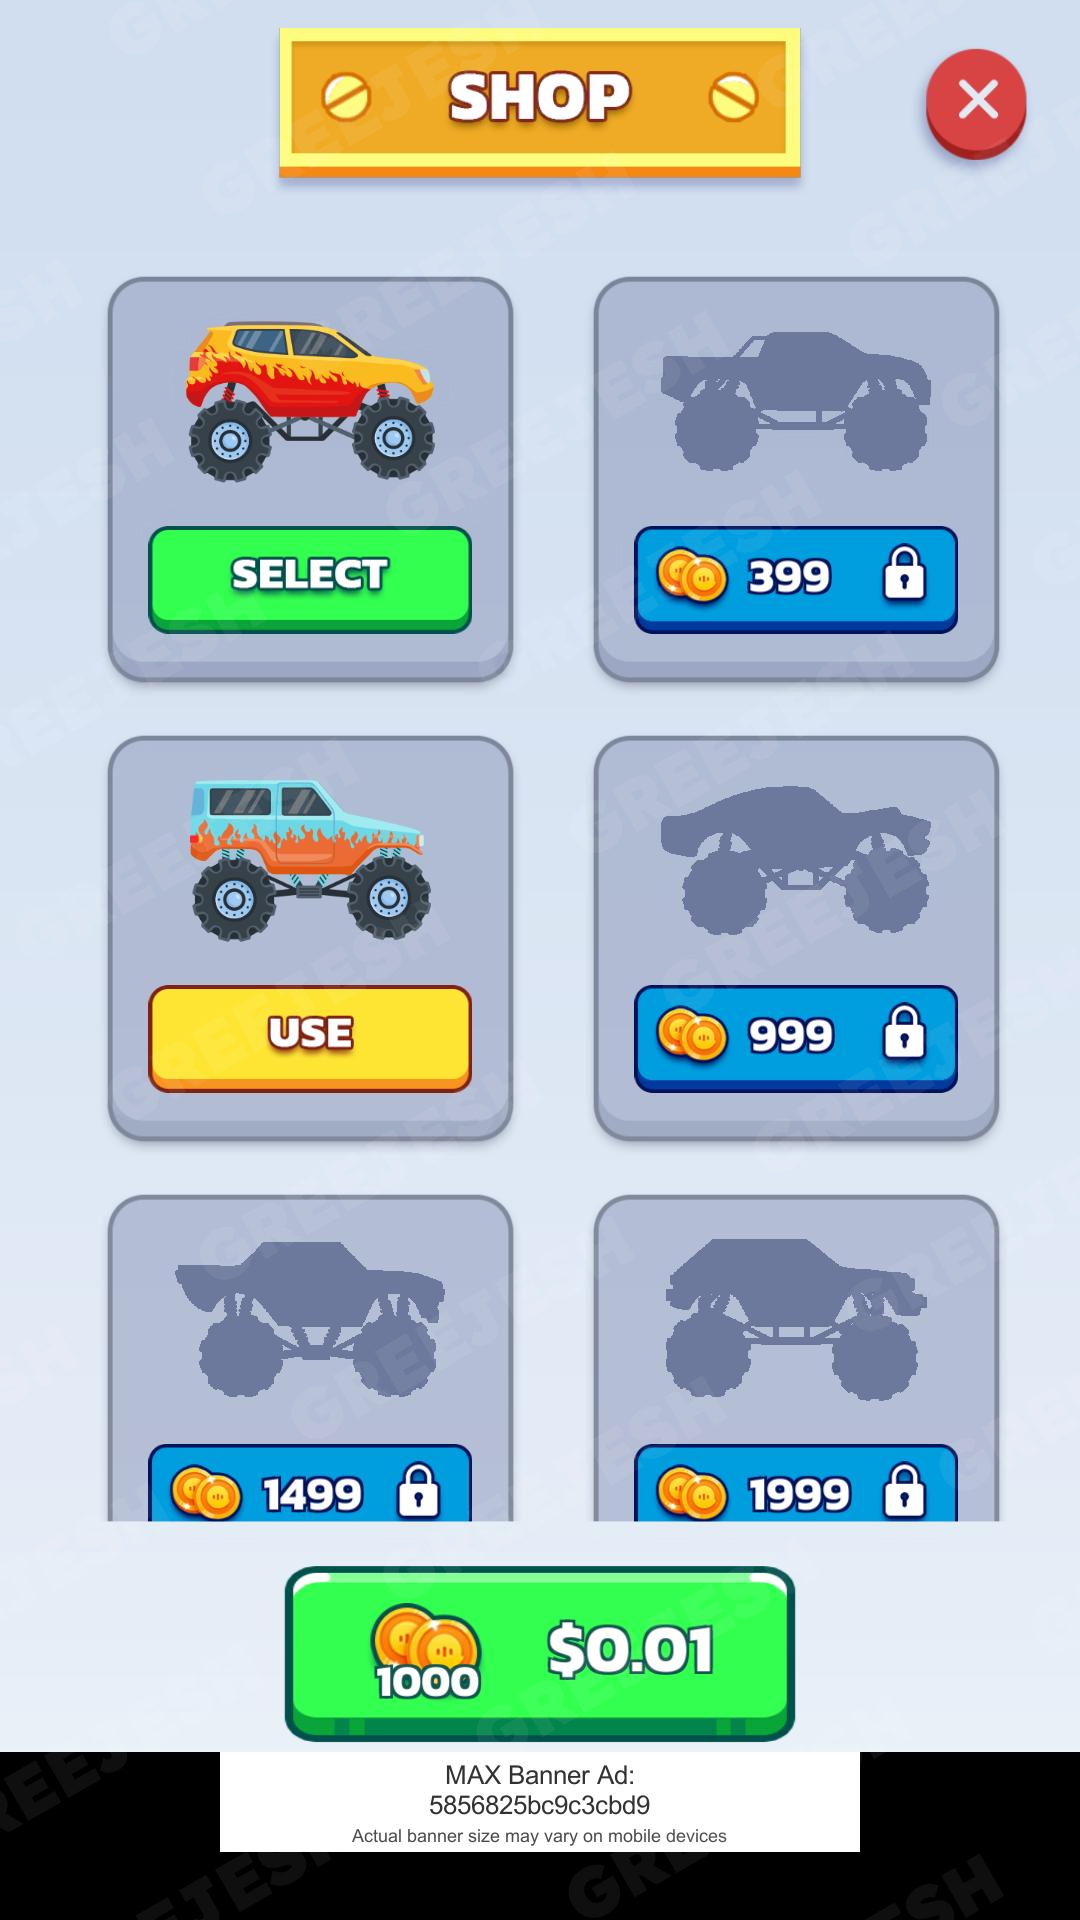 SHOP
SELECT
399
USE
999
1499
1999
1000
$0.01
MAX Banner Ad:
5856825bc9c3cbd9
Actual banner size may vary on mobile devices
GREEJESH